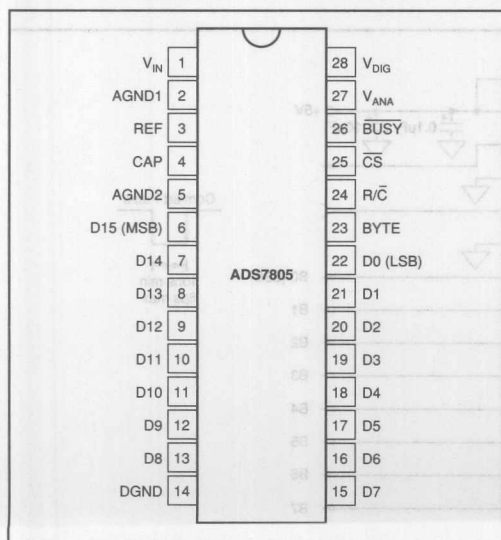 V_IN 1 28 V_DIG
AGND1 2 27 V_ANA
REF 3 26 B̅U̅S̅Y̅
CAP 4 25 C̅S̅
AGND2 5 24 R/C̅
D15 (MSB) 6 23 BYTE
D14 7 22 D0 (LSB)
ADS7805
D13 8 21 D1
D12 9 20 D2
D11 10 19 D3
D10 11 18 D4
D9 12 17 D5
D8 13 16 D6
DGND 14 15 D7